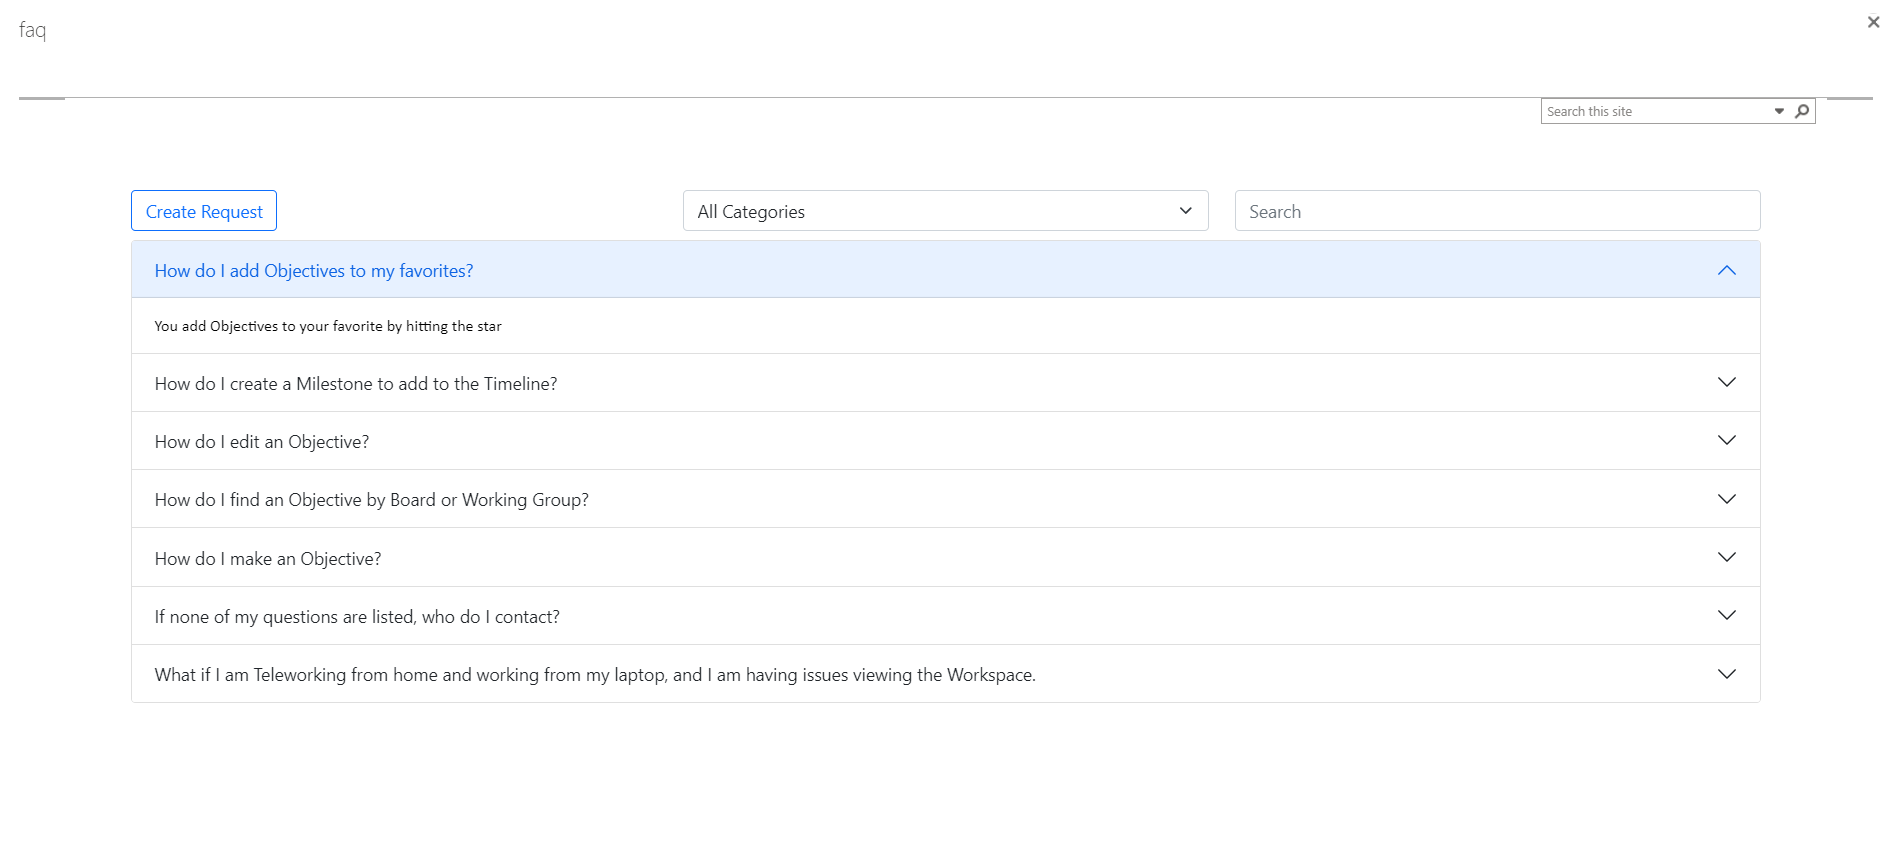 faq
Search this site
Create Request
All Categories
Search
How do I add Objectives to my favorites?
You add Objectives to your favorite by hitting the star
How do I create a Milestone to add to the Timeline?
How do I edit an Objective?
How do I find an Objective by Board or Working Group?
How do I make an Objective?
If none of my questions are listed, who do I contact?
What if I am Teleworking from home and working from my laptop, and I am having issues viewing the Workspace.